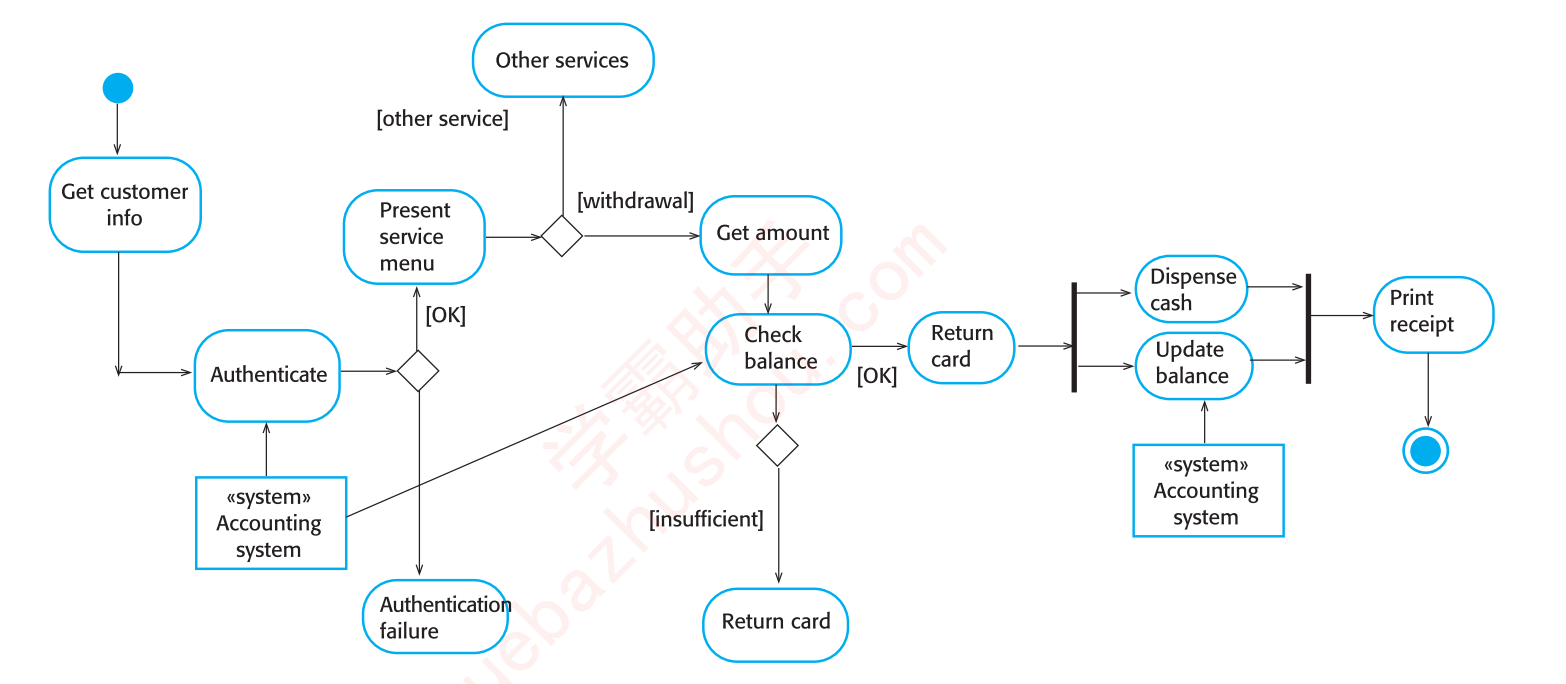 Other services
[other service]
Get customer
info
Present
service
menu
[withdrawal]
Get amount
[OK]
Authenticate
Check
balance
[OK]
Return
card
Dispense
cash
Update
balance
Print
receipt
«system»
Accounting
system
«system»
Accounting
system
[insufficient]
Authentication
failure
Return card
学霸助手
uebazhushou.com